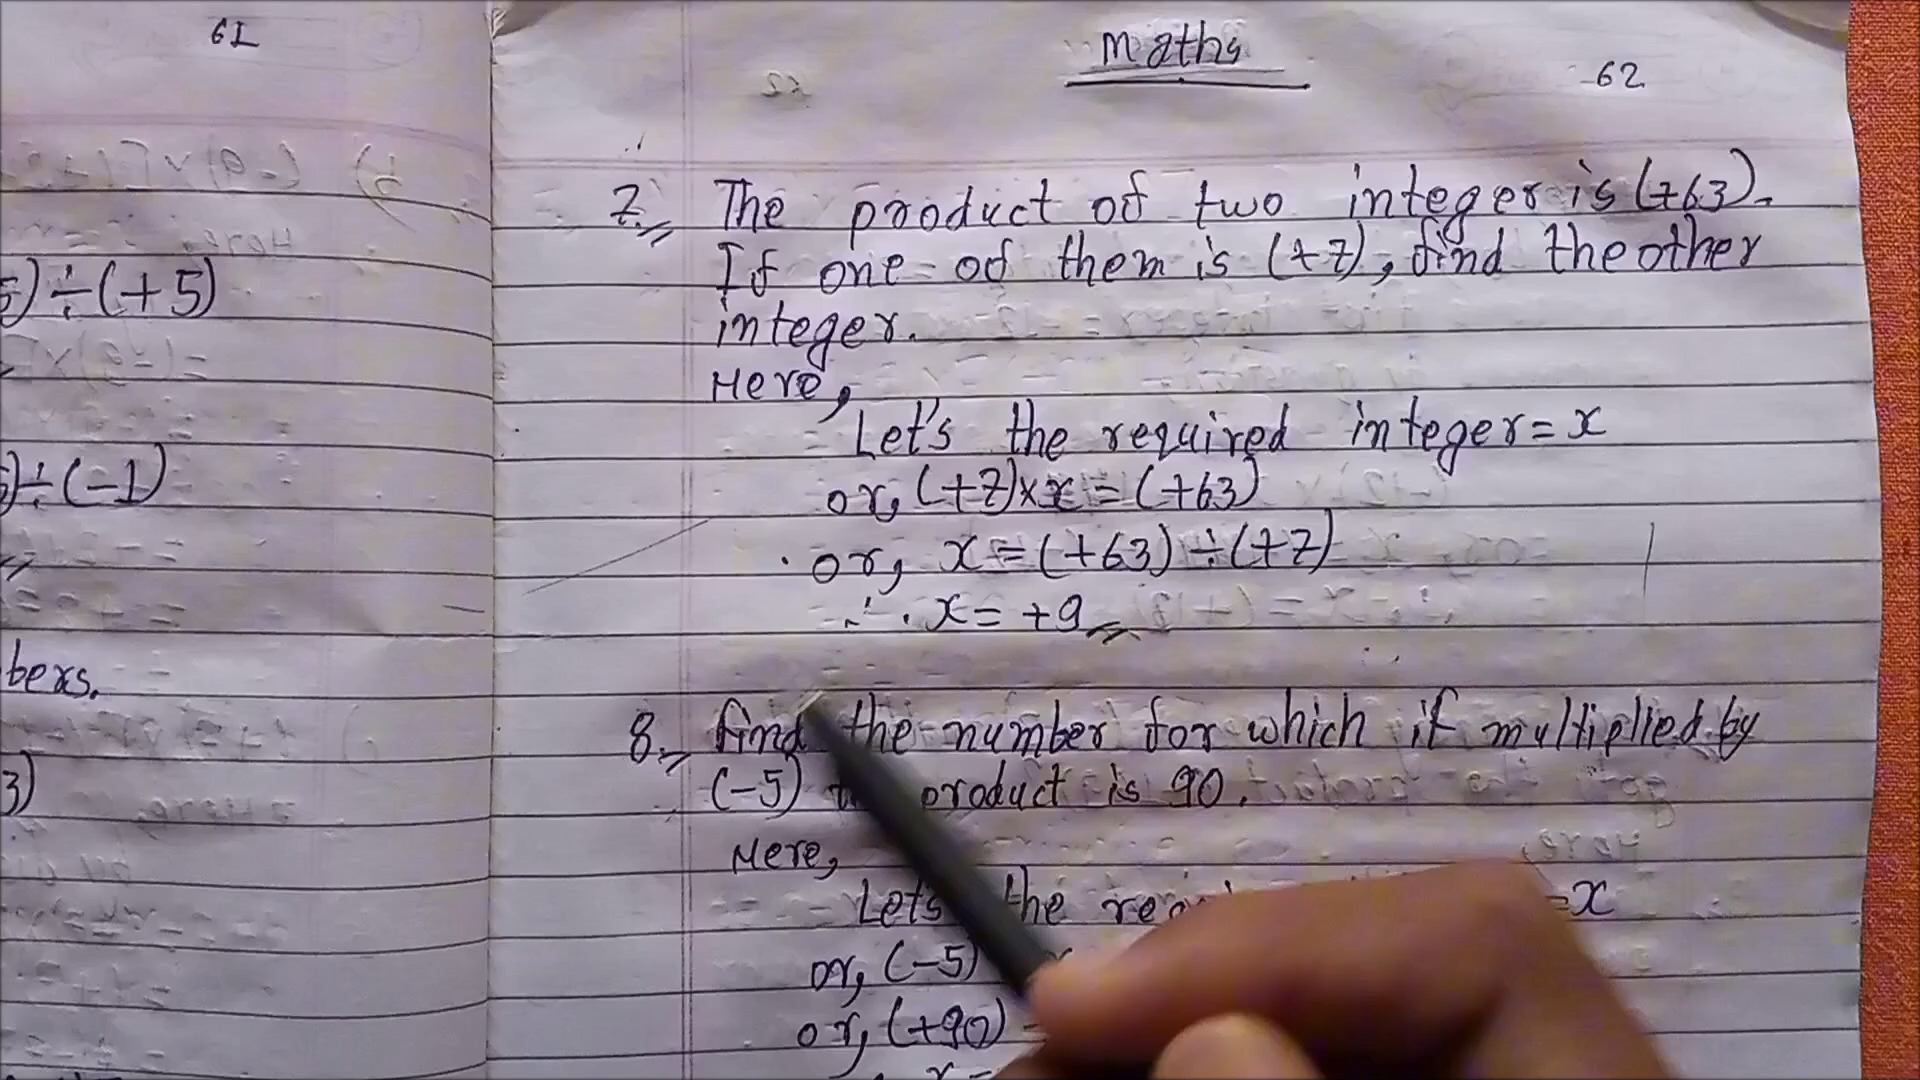 61
÷(+5)
÷(-1)
bers.
3)
Maths
62
7. The product of two integer is (+63).
If one of them is (+7), find the other
integer.
Here,
Let's the required integer = x
or, (+7)×x = (+63)
or, x = (+63) ÷ (+7)
∴ x = +9
8. find the number for which if multiplied by
(-5) product is 90.
Here,
Let's the = x
or, (-5)
or, (+90)
x =